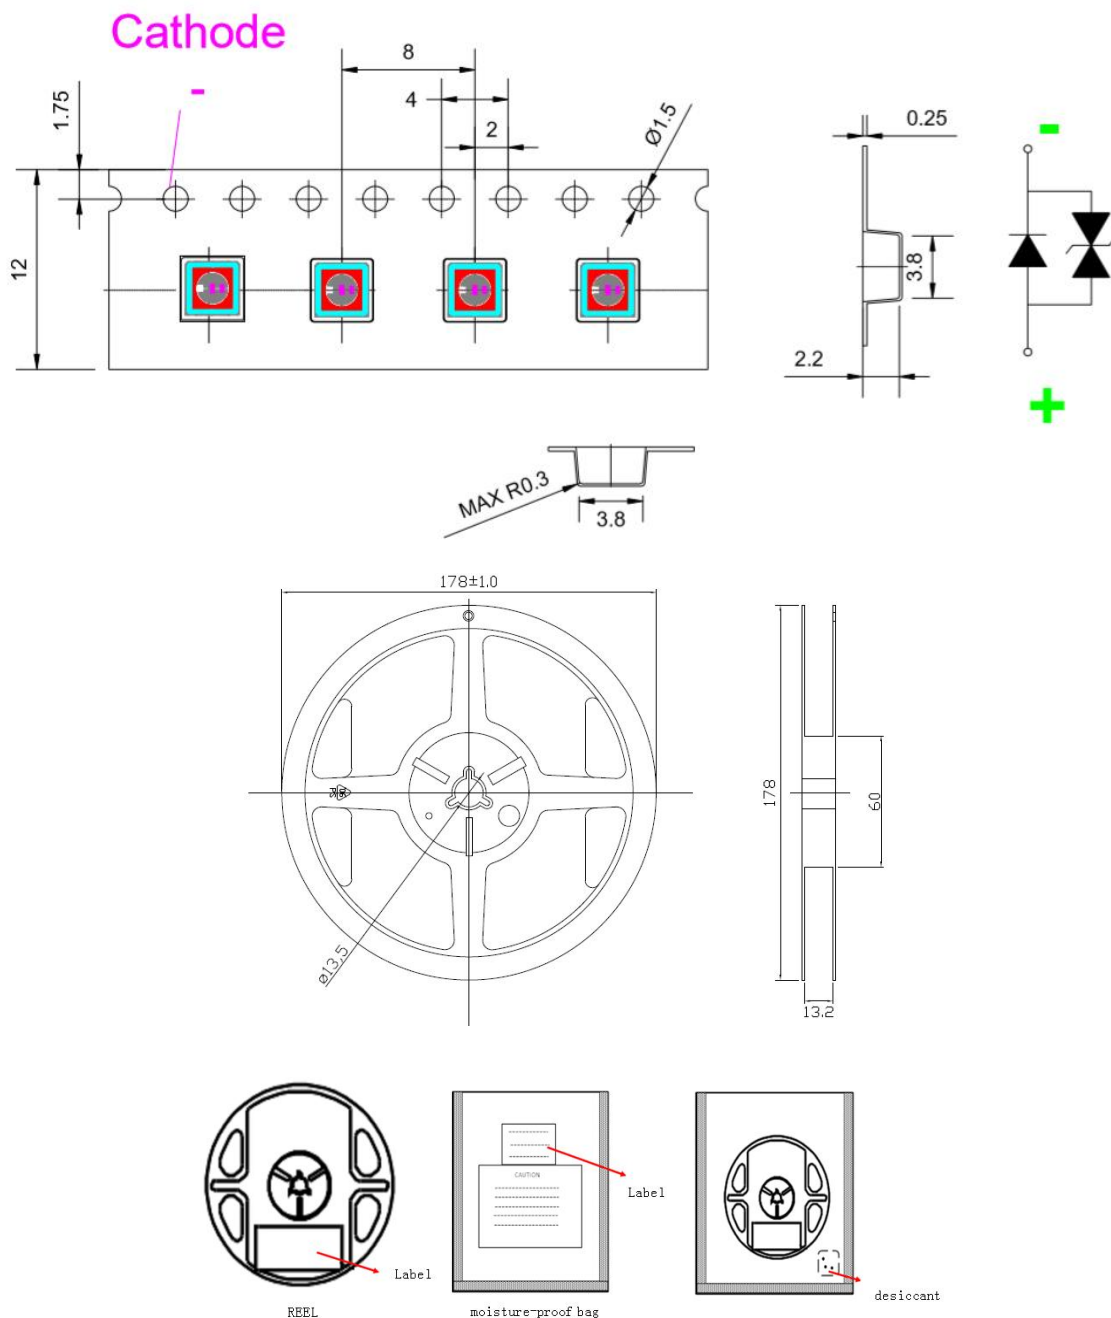 Cathode
-
8
4
2
1.75
Ø1.5
12
0.25
-
3.8
2.2
+
MAX R0.3
3.8
178±1.0
178
60
ø13,5
13.2
CAUTION
Label
Label
desiccant
REEL
moisture-proof bag